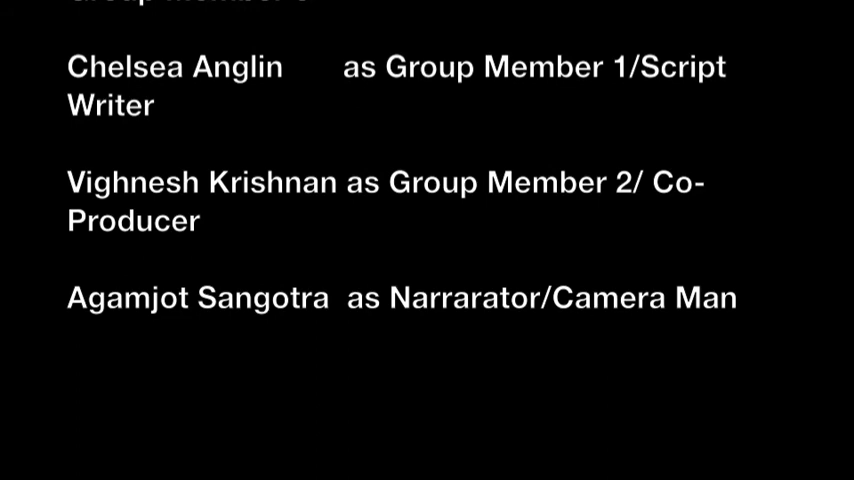 Chelsea Anglin as Group Member 1/Script
Writer
Vighnesh Krishnan as Group Member 2/ Co-
Producer
Agamjot Sangotra as Narrarator/Camera Man